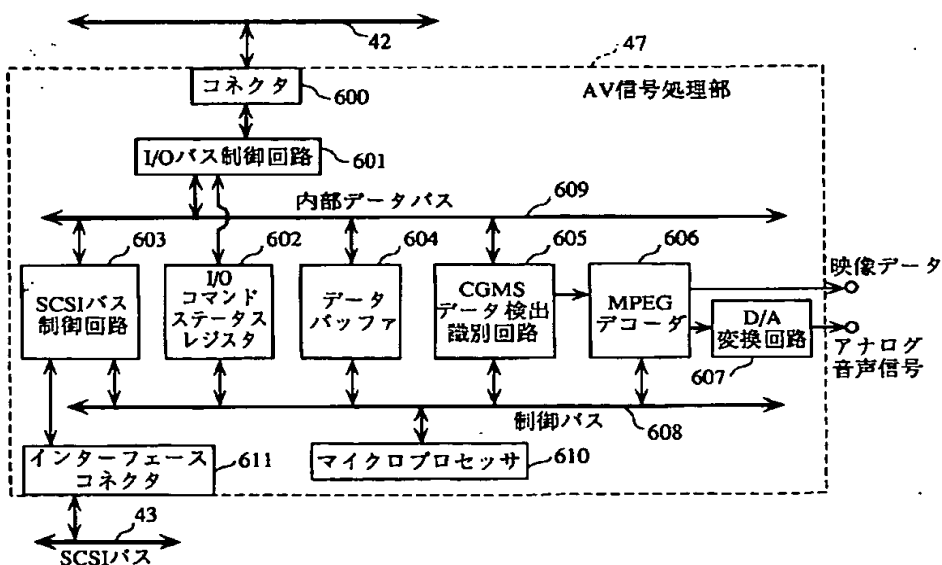 42
47
コネクタ
600
AV信号処理部
I/Oバス制御回路
601
内部データバス
609
603
602
604
605
606
SCSIバス
制御回路
I/O
コマンド
ステータス
レジスタ
データ
バッファ
CGMS
データ検出
識別回路
MPEG
デコーダ
映像データ
D/A
変換回路
607
アナログ
音声信号
制御バス
608
インターフェース
コネクタ
611
マイクロプロセッサ
610
43
SCSIバス